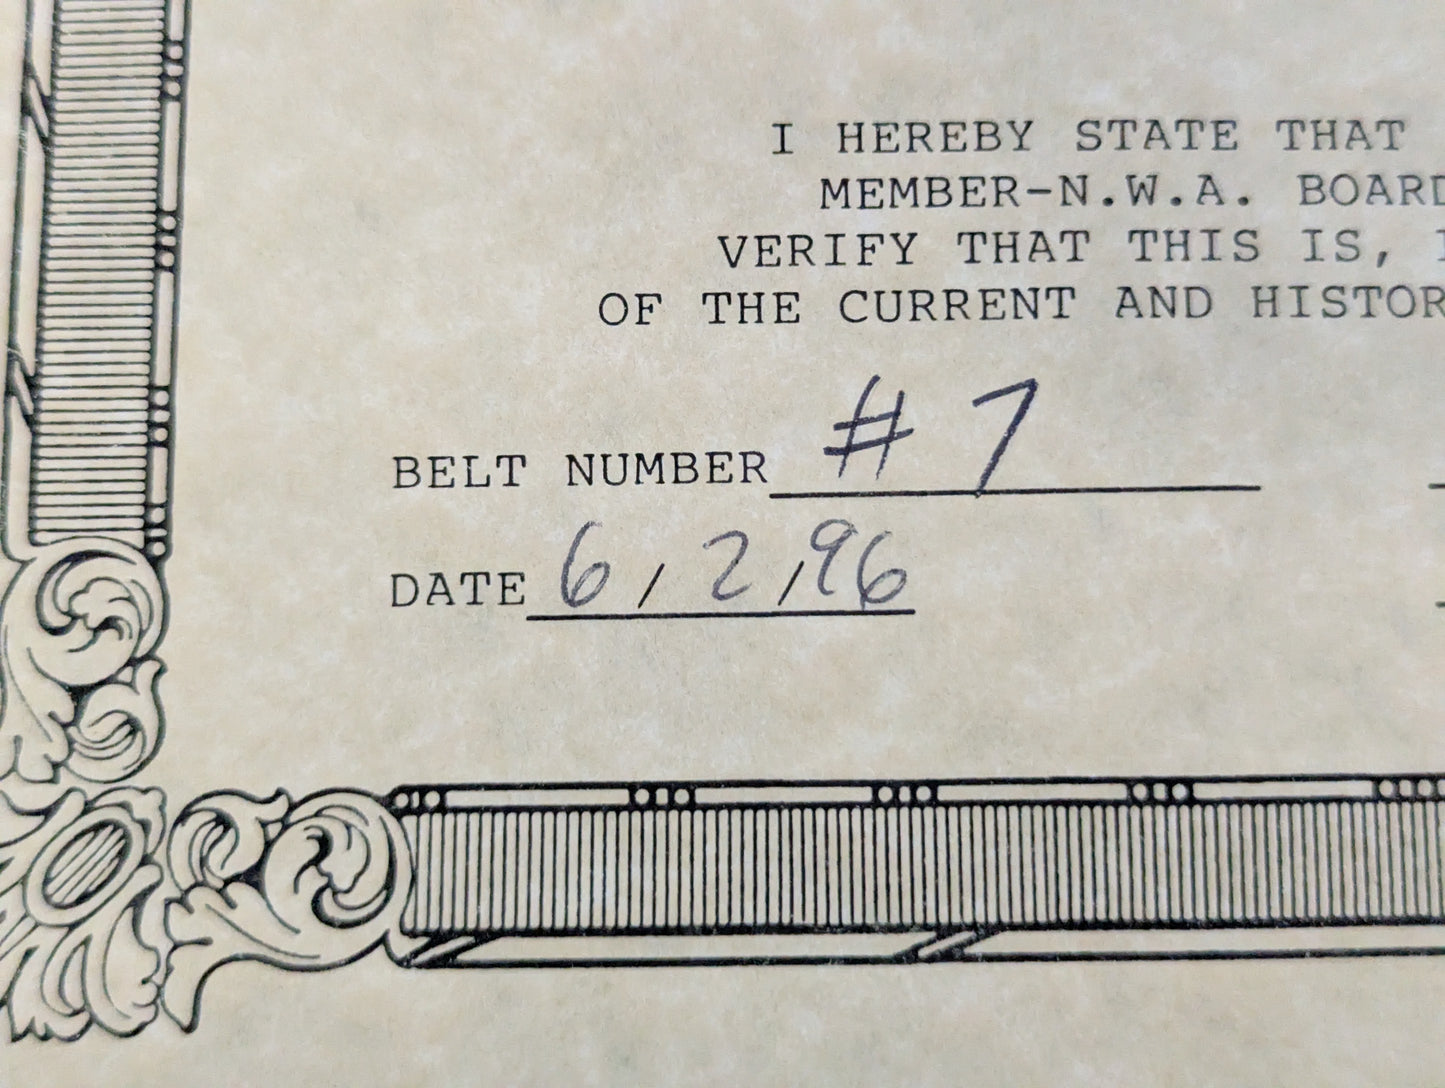 I HEREBY STATE THAT
MEMBER-N.W.A. BOARD
VERIFY THAT THIS IS,
OF THE CURRENT AND HISTOR
BELT NUMBER # 7
DATE 6/2/96